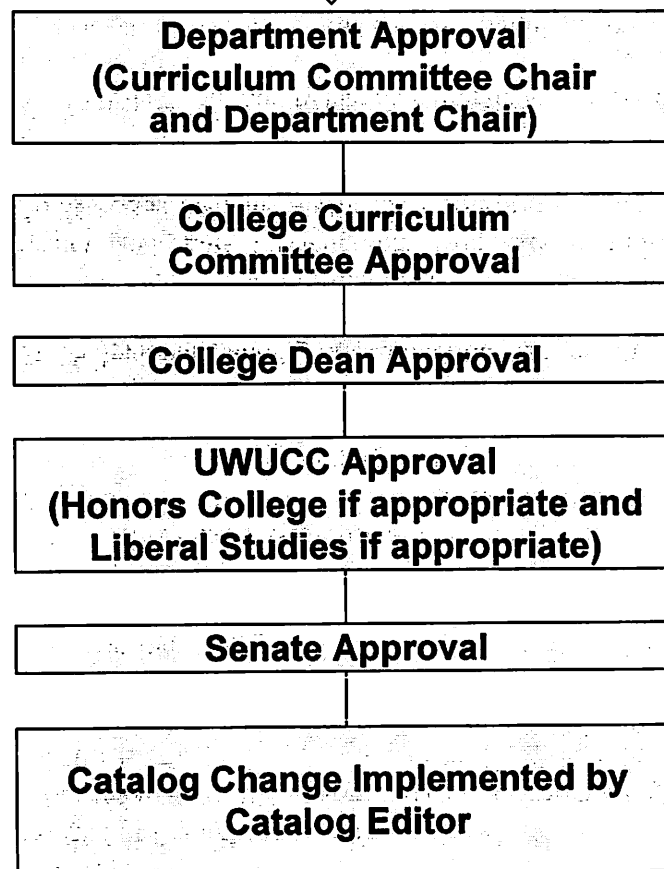 Department Approval
(Curriculum Committee Chair
and Department Chair)
College Curriculum
Committee Approval
College Dean Approval
UWUCC Approval
(Honors College if appropriate and
Liberal Studies if appropriate)
Senate Approval
Catalog Change Implemented by
Catalog Editor